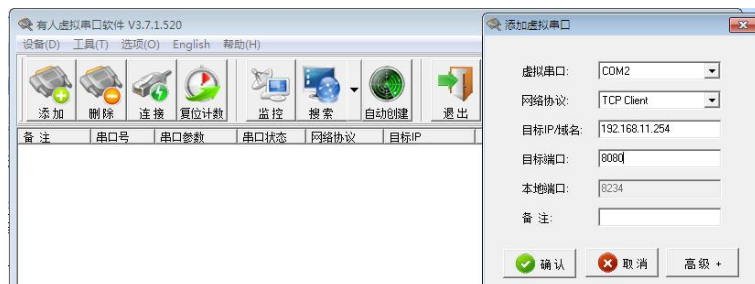 有人虚拟串口软件 V3.7.1.520
设备(D) 工具(T) 选项(O) English 帮助(H)
添加 删除 连接 复位计数 监控 搜索 自动创建 退出
备注 串口号 串口参数 串口状态 网络协议 目标IP
添加虚拟串口
虚拟串口: COM2
网络协议: TCP Client
目标IP/域名: 192.168.11.254
目标端口: 8080
本地端口: 8234
备 注:
确认 取消 高级 +